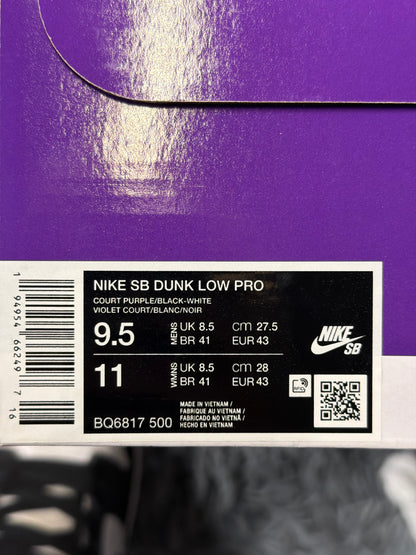 NIKE SB DUNK LOW PRO
COURT PURPLE/BLACK-WHITE
VIOLET COURT/BLANC/NOIR
9.5 MENS UK 8.5 cm 27.5
BR 41 EUR 43
11 WMNS UK 8.5 cm 28
BR 41 EUR 43
NIKE
SB
BQ6817 500
MADE IN VIETNAM /
FABRIQUE AU VIETNAM /
FABRICADO NO VIETNÃ /
HECHO EN VIETNAM
1 94954 66249 7
16